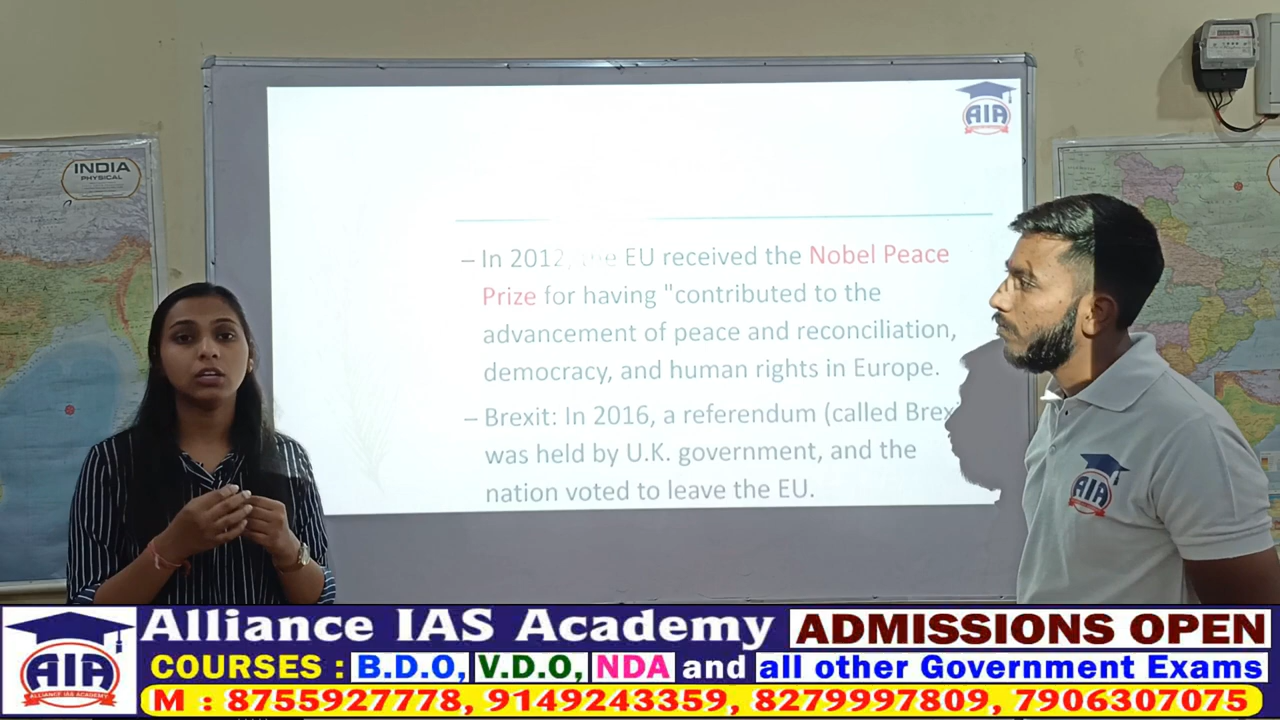 AIA
INDIA
PHYSICAL
– In 2012, the EU received the Nobel Peace
Prize for having "contributed to the
advancement of peace and reconciliation,
democracy, and human rights in Europe.
– Brexit: In 2016, a referendum (called Brex
was held by U.K. government, and the
nation voted to leave the EU.
AIA
AIA
ALLIANCE IAS ACADEMY
Alliance IAS Academy ADMISSIONS OPEN
COURSES : B.D.O, V.D.O, NDA and all other Government Exams
M : 8755927778, 9149243359, 8279997809, 7906307075